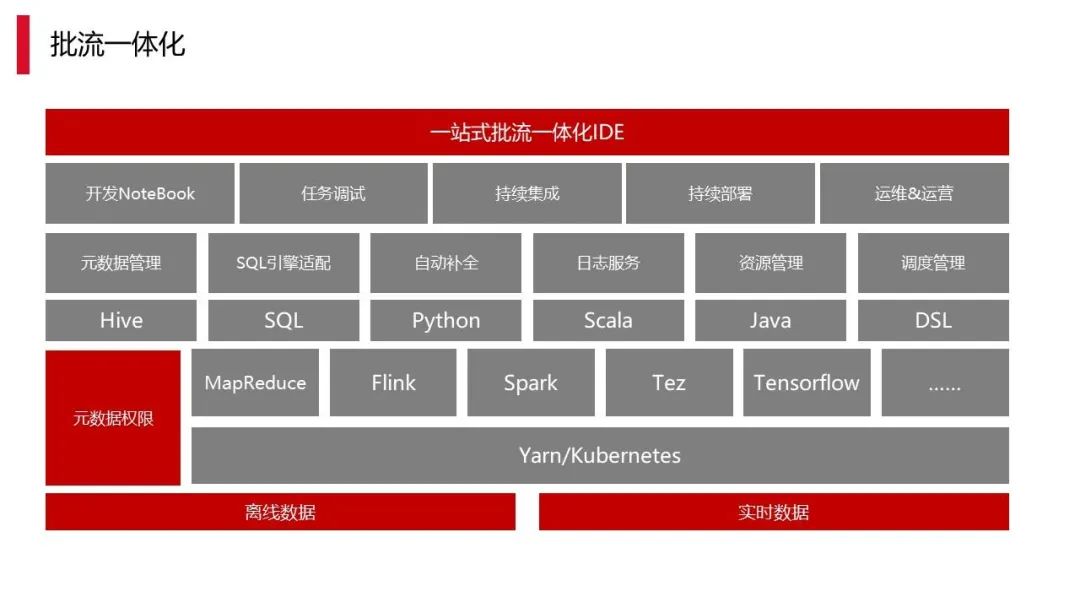 批流一体化
一站式批流一体化IDE
开发NoteBook 任务调试 持续集成 持续部署 运维&运营
元数据管理 SQL引擎适配 自动补全 日志服务 资源管理 调度管理
Hive SQL Python Scala Java DSL
MapReduce Flink Spark Tez Tensorflow ......
元数据权限
Yarn/Kubernetes
离线数据 实时数据